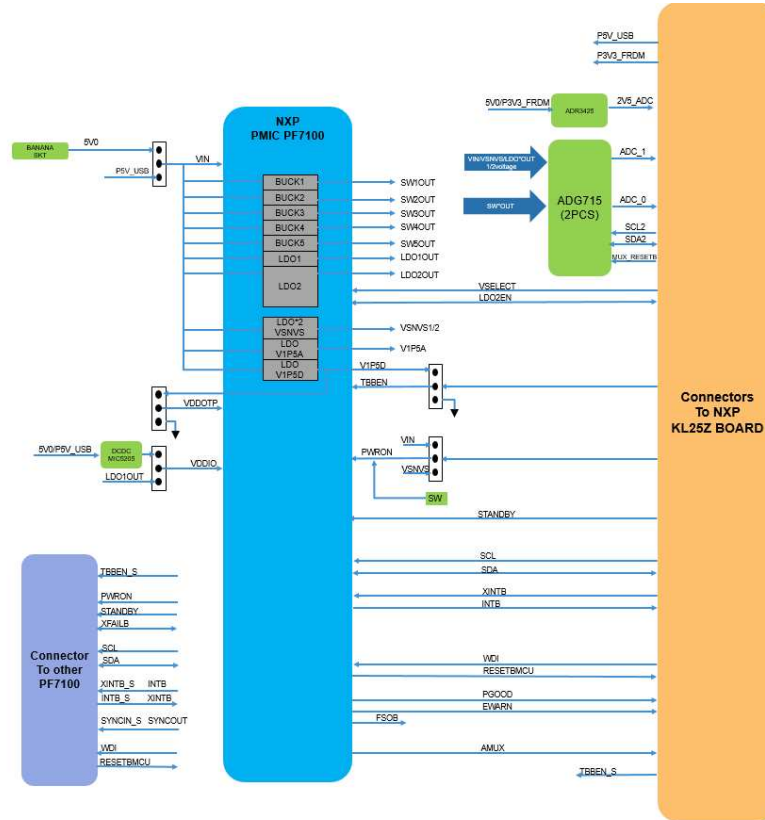 P5V_USB
P3V3_FRDM
5V0/P3V3_FRDM
ADR3425
2V5_ADC
NXP
PMIC PF7100
BANANA
SKT
5V0
P5V_USB
VIN
VIN/VSNVS/LDO*OUT
1/2voltage
SW*OUT
ADG715
(2PCS)
ADC_1
ADC_0
SCL2
SDA2
MUX_RESETB
BUCK1
BUCK2
BUCK3
BUCK4
BUCK5
LDO1
LDO2
SW1OUT
SW2OUT
SW3OUT
SW4OUT
SW5OUT
LDO1OUT
LDO2OUT
VSELECT
LDO2EN
LDO*2
VSNVS
LDO
V1P5A
LDO
V1P5D
VSNVS1/2
V1P5A
V1P5D
TBBEN
VDDOTP
Connectors
To NXP
KL25Z BOARD
5V0/P5V_USB
DCDC
MIC5205
LDO1OUT
VDDIO
VIN
PWRON
VSNVS
SW
STANDBY
SCL
SDA
XINTB
INTB
Connector
To other
PF7100
TBBEN_S
PWRON
STANDBY
XFAILB
SCL
SDA
XINTB_S INTB
INTB_S XINTB
SYNCIN_S SYNCOUT
WDI
RESETBMCU
WDI
RESETBMCU
PGOOD
EWARN
FSOB
AMUX
TBBEN_S